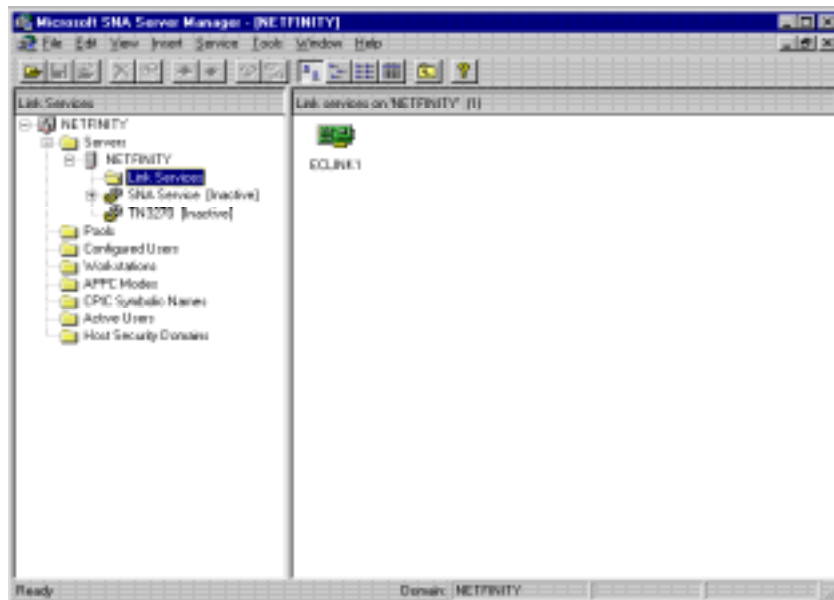 Microsoft SNA Server Manager - [NETFINITY]
File Edit View Insert Service Tools Window Help
Link Services
Link services on 'NETFINITY' (1)
NETFINITY
Servers
NETFINITY
Link Services
SNA Service [Inactive]
TN3270 [Inactive]
Pools
Configured Users
Workstations
APPC Modes
CPIC Symbolic Names
Active Users
Host Security Domains
ECLINK1
Ready
Domain: NETFINITY